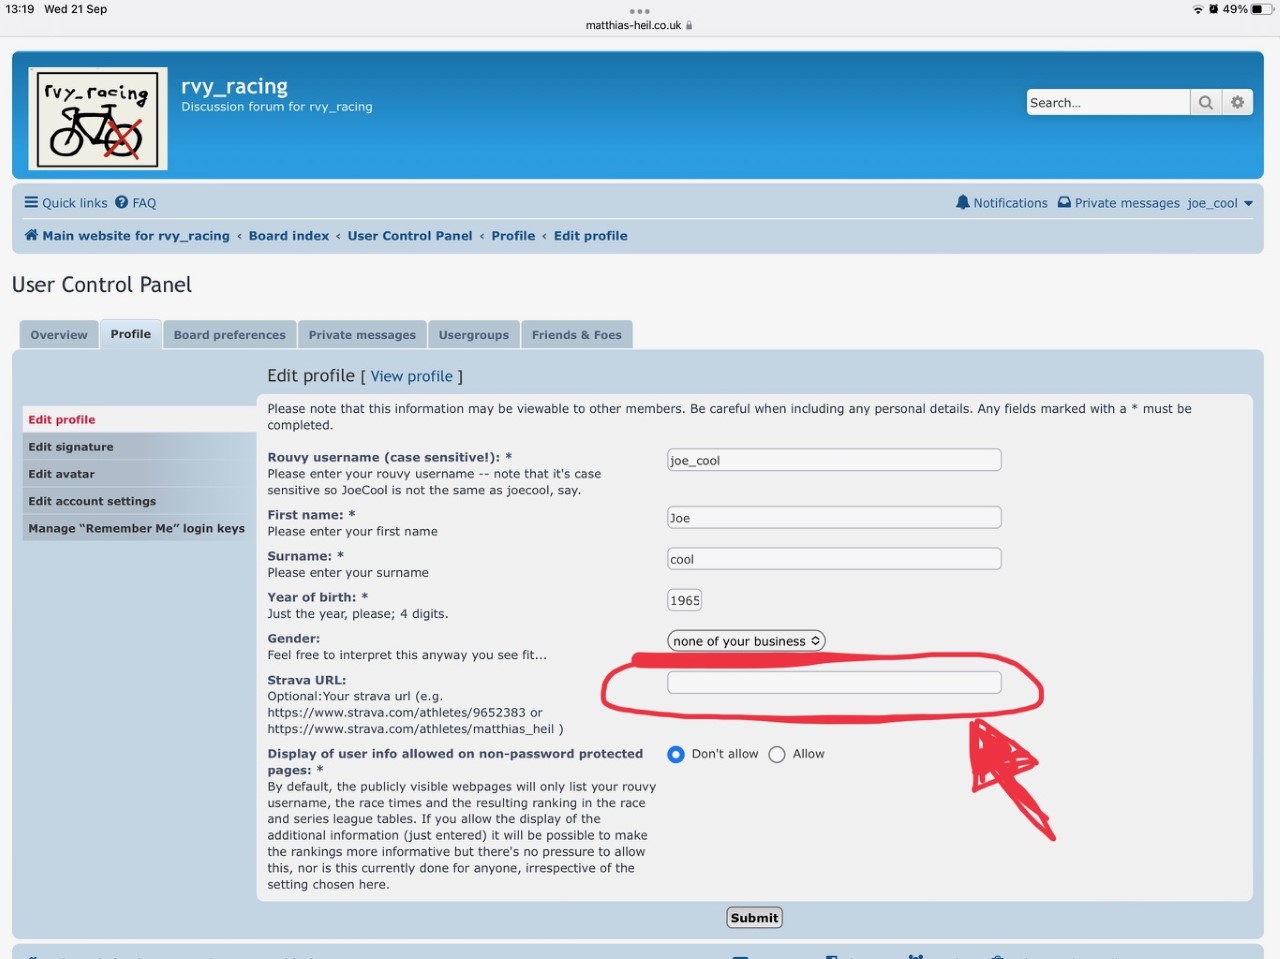 13:19 Wed 21 Sep
49%
matthias-heil.co.uk
rvy_racing
rvy_racing
Discussion forum for rvy_racing
Search...
Quick links FAQ
Notifications Private messages joe_cool
Main website for rvy_racing ‹ Board index ‹ User Control Panel ‹ Profile ‹ Edit profile
User Control Panel
Overview Profile Board preferences Private messages Usergroups Friends & Foes
Edit profile [ View profile ]
Edit profile
Edit signature
Edit avatar
Edit account settings
Manage “Remember Me” login keys
Please note that this information may be viewable to other members. Be careful when including any personal details. Any fields marked with a * must be
completed.
Rouvy username (case sensitive!): *
joe_cool
Please enter your rouvy username -- note that it's case
sensitive so JoeCool is not the same as joecool, say.
First name: *
Joe
Please enter your first name
Surname: *
cool
Please enter your surname
Year of birth: *
1965
Just the year, please; 4 digits.
Gender:
none of your business
Feel free to interpret this anyway you see fit...
Strava URL:
Optional:Your strava url (e.g.
https://www.strava.com/athletes/9652383 or
https://www.strava.com/athletes/matthias_heil )
Display of user info allowed on non-password protected
pages: *
Don't allow Allow
By default, the publicly visible webpages will only list your rouvy
username, the race times and the resulting ranking in the race
and series league tables. If you allow the display of the
additional information (just entered) it will be possible to make
the rankings more informative but there's no pressure to allow
this, nor is this currently done for anyone, irrespective of the
setting chosen here.
Submit